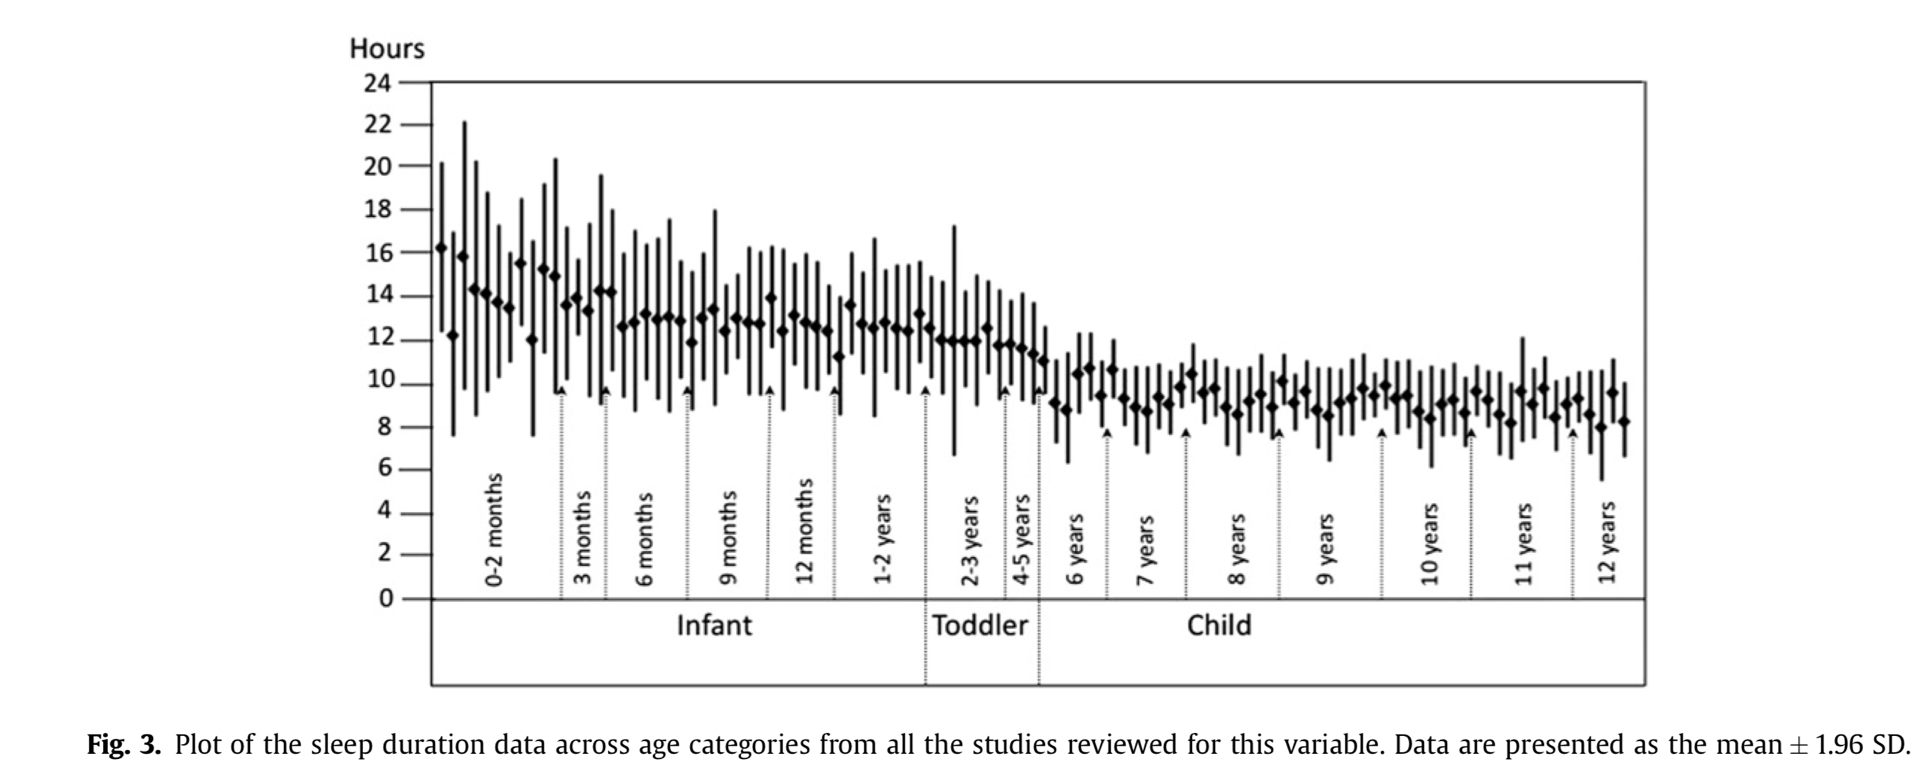 Hours
24
22
20
18
16
14
12
10
8
6
4
2
0
0-2 months
3 months
6 months
9 months
12 months
1-2 years
2-3 years
4-5 years
6 years
7 years
8 years
9 years
10 years
11 years
12 years
Infant
Toddler
Child
Fig. 3. Plot of the sleep duration data across age categories from all the studies reviewed for this variable. Data are presented as the mean ± 1.96 SD.